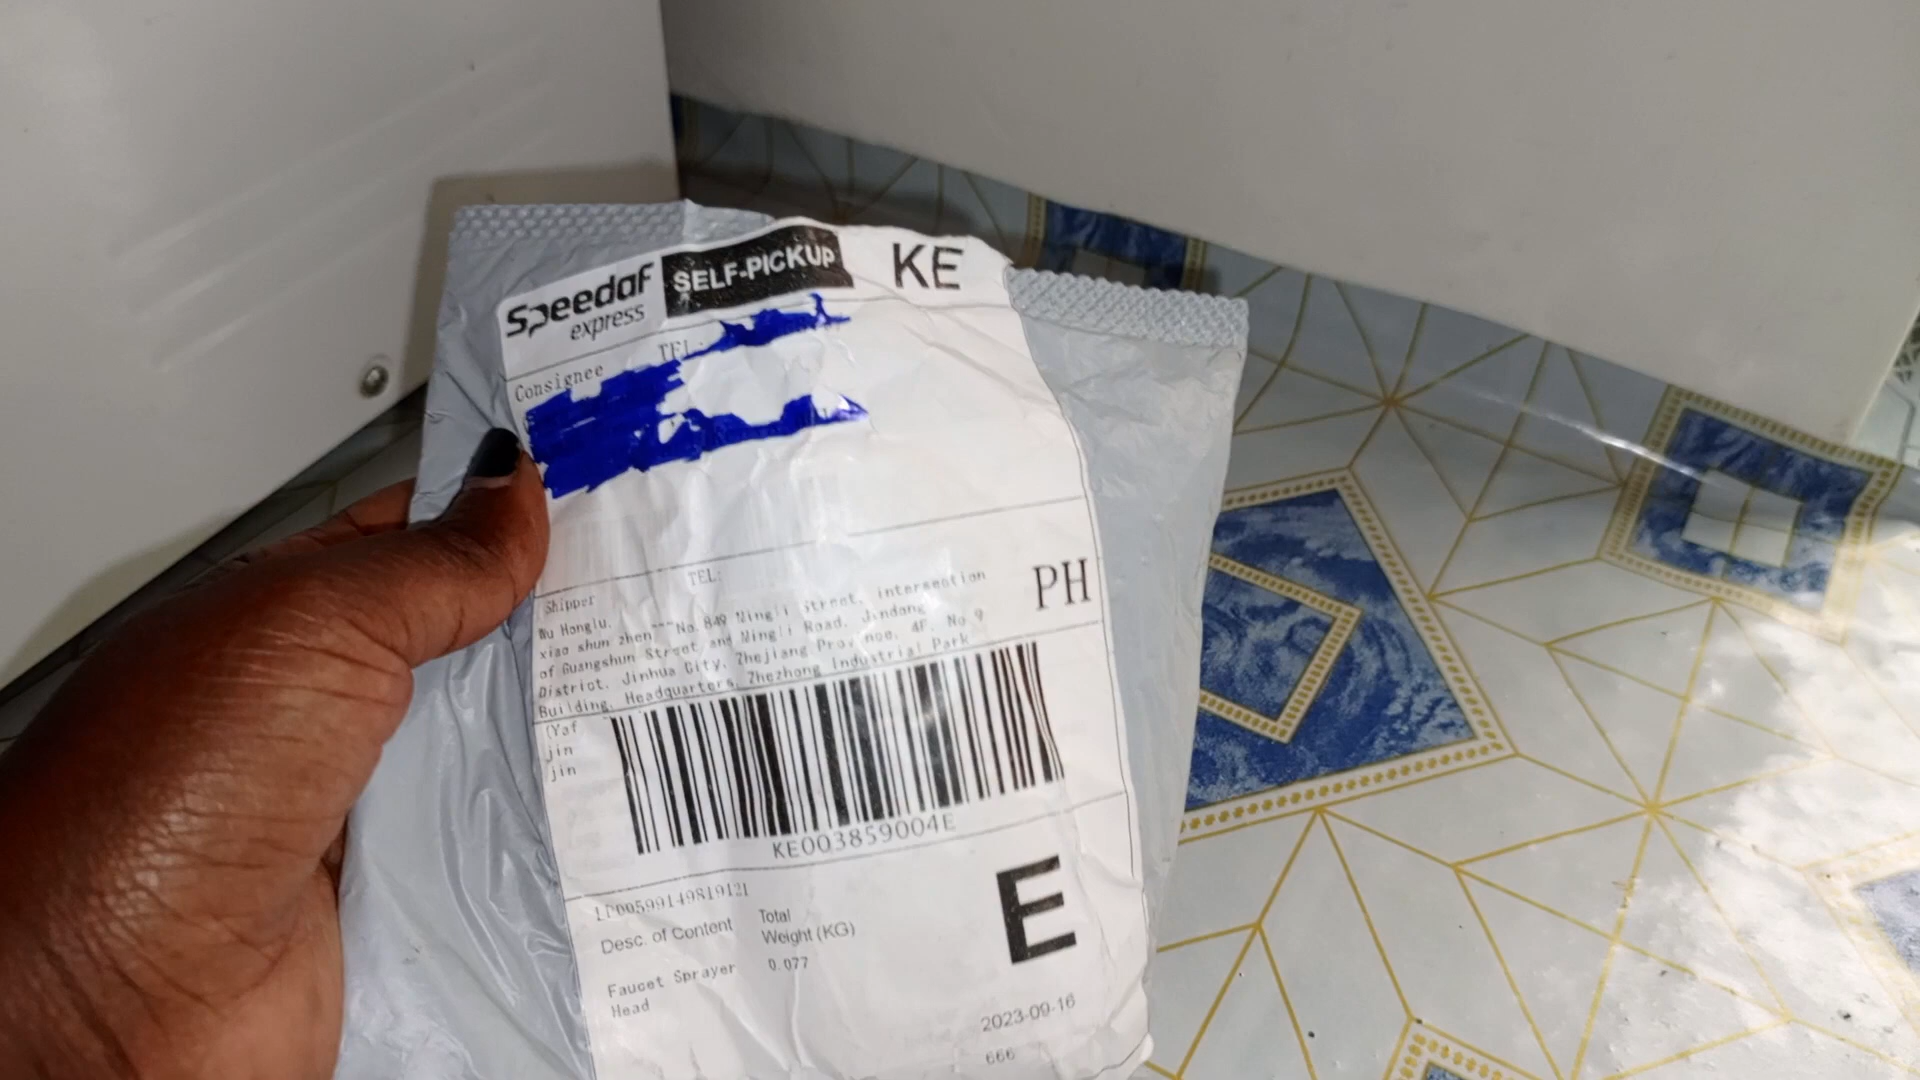 Speedaf
express
SELF-PICKUP
KE
TEL:
Consignee
TEL:
Shipper
PH
Wu Honglu.
xiao shun zhen ---No.849 Mingli Street, intersection
of Guangshun Street and Mingli Road, Jindong
District, Jinhua City, Zhejiang Province, 4F, No.9
Building, Headquarters, Zhezhong Industrial Park
(Yaf
jin
jin
KE003859004E
LP00599149819121
Desc. of Content
Total
Weight (KG)
E
Faucet Sprayer
Head
0.077
2023-09-16
666